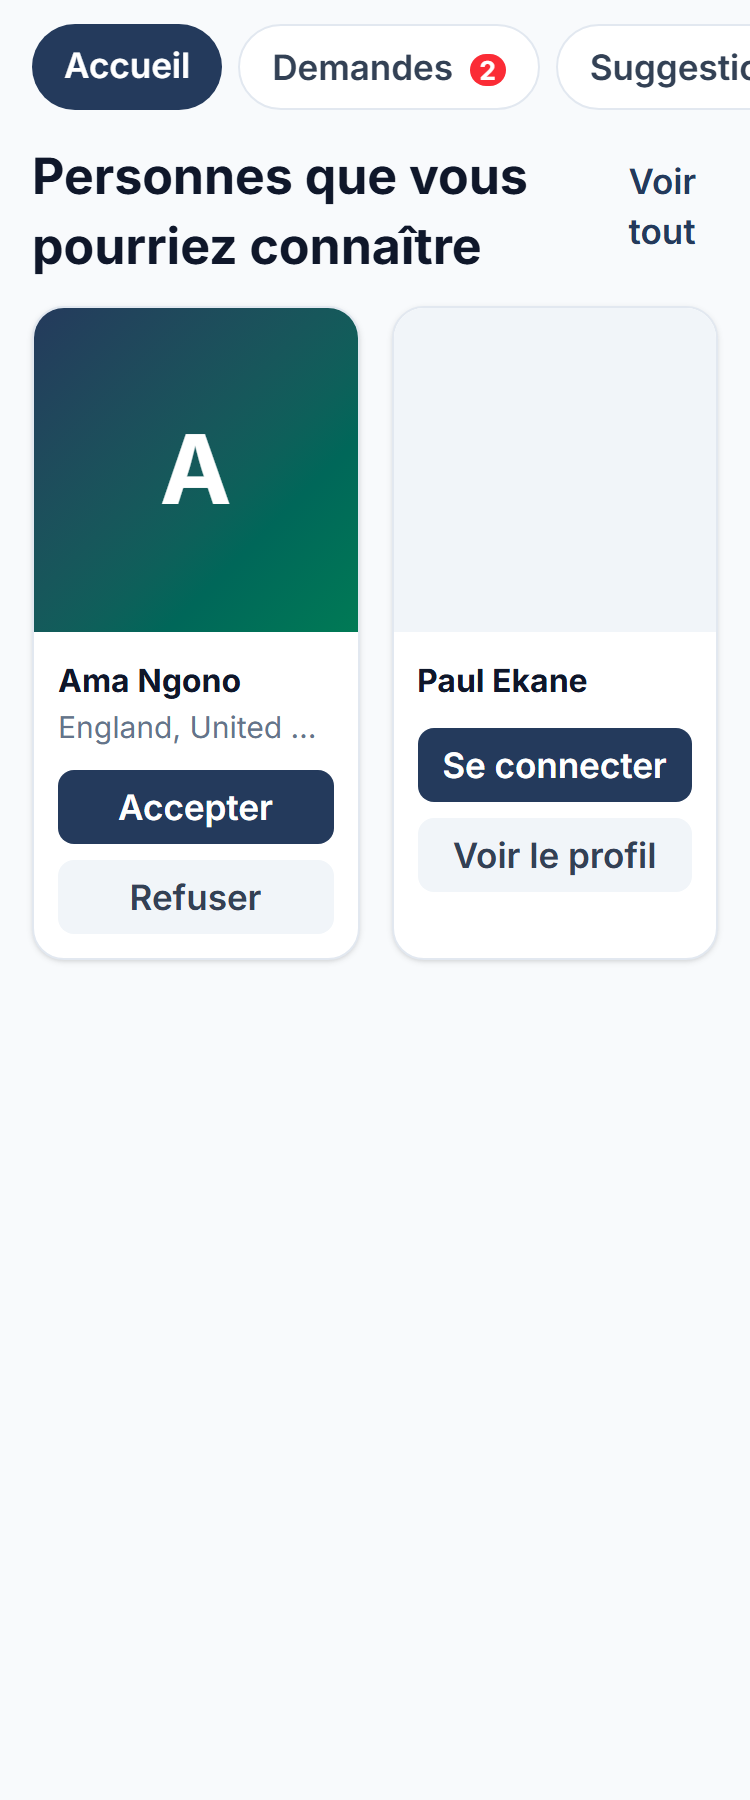 Accueil
Demandes 2
Suggestic
Personnes que vous
pourriez connaître
Voir
tout
A
Ama Ngono
England, United ...
Accepter
Refuser
Paul Ekane
Se connecter
Voir le profil